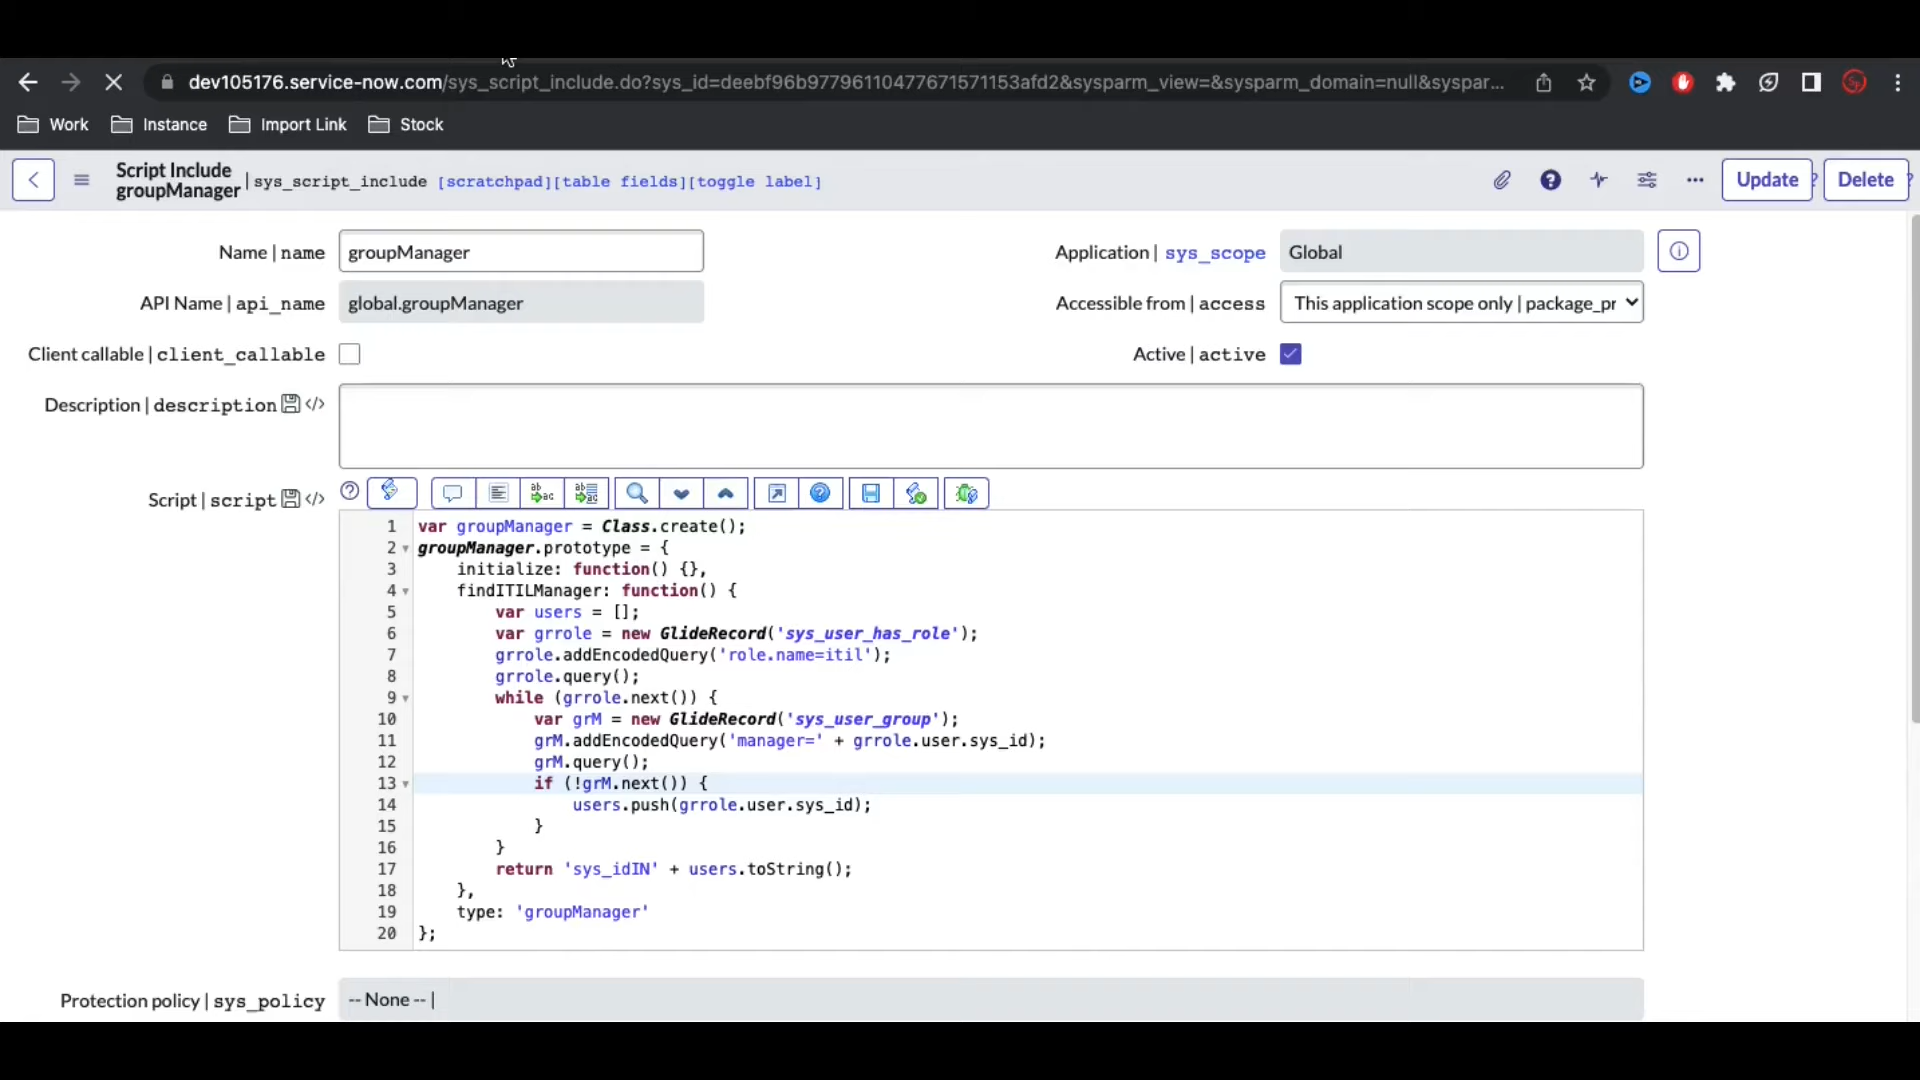 dev105176.service-now.com/sys_script_include.do?sys_id=deebf96b97796110477671571153afd2&sysparm_view=&sysparm_domain=null&syspar...
Work Instance Import Link Stock
Script Include
groupManager | sys_script_include [scratchpad][table fields][toggle label]
Update ?
Delete ?
Name | name groupManager
Application | sys_scope Global
API Name | api_name global.groupManager
Accessible from | access This application scope only | package_pr
Client callable | client_callable
Active | active
Description | description </>
Script | script </>
1 var groupManager = Class.create();
2 groupManager.prototype = {
3 initialize: function() {},
4 findITILManager: function() {
5 var users = [];
6 var grrole = new GlideRecord('sys_user_has_role');
7 grrole.addEncodedQuery('role.name=itil');
8 grrole.query();
9 while (grrole.next()) {
10 var grM = new GlideRecord('sys_user_group');
11 grM.addEncodedQuery('manager=' + grrole.user.sys_id);
12 grM.query();
13 if (!grM.next()) {
14 users.push(grrole.user.sys_id);
15 }
16 }
17 return 'sys_idIN' + users.toString();
18 },
19 type: 'groupManager'
20 };
Protection policy | sys_policy -- None -- |